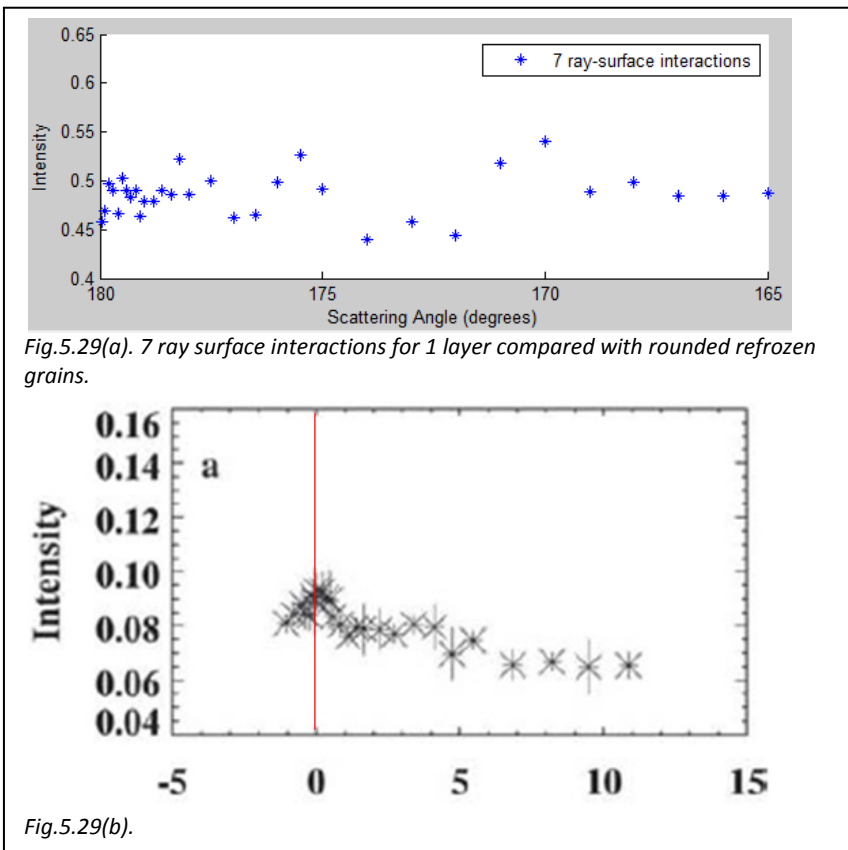 0.65
0.6
0.55
0.5
0.45
0.4
Intensity
7 ray-surface interactions
180 175 170 165
Scattering Angle (degrees)
Fig.5.29(a). 7 ray surface interactions for 1 layer compared with rounded refrozen
grains.
0.16
0.14
0.12
0.10
0.08
0.06
0.04
Intensity
a
-5 0 5 10 15
Fig.5.29(b).